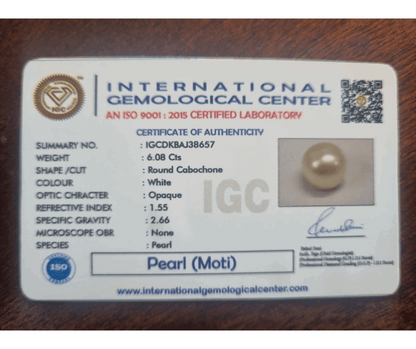 INTERNATIONAL
GEMOLOGICAL CENTER
AN ISO 9001 : 2015 CERTIFIED LABORATORY
IGC
CERTIFICATE OF AUTHENTICITY
SUMMARY NO. : IGCDKBAJ38657
WEIGHT : 6.08 Cts
SHAPE /CUT : Round Cabochone
COLOUR : White
OPTIC CHRACTER : Opaque
REFRECTIVE INDEX : 1.55
SPECIFIC GRAVITY : 2.66
MICROSCOPE OBR : None
SPECIES : Pearl
IGC
ISO
Pearl (Moti)
www.internationalgemologicalcenter.com